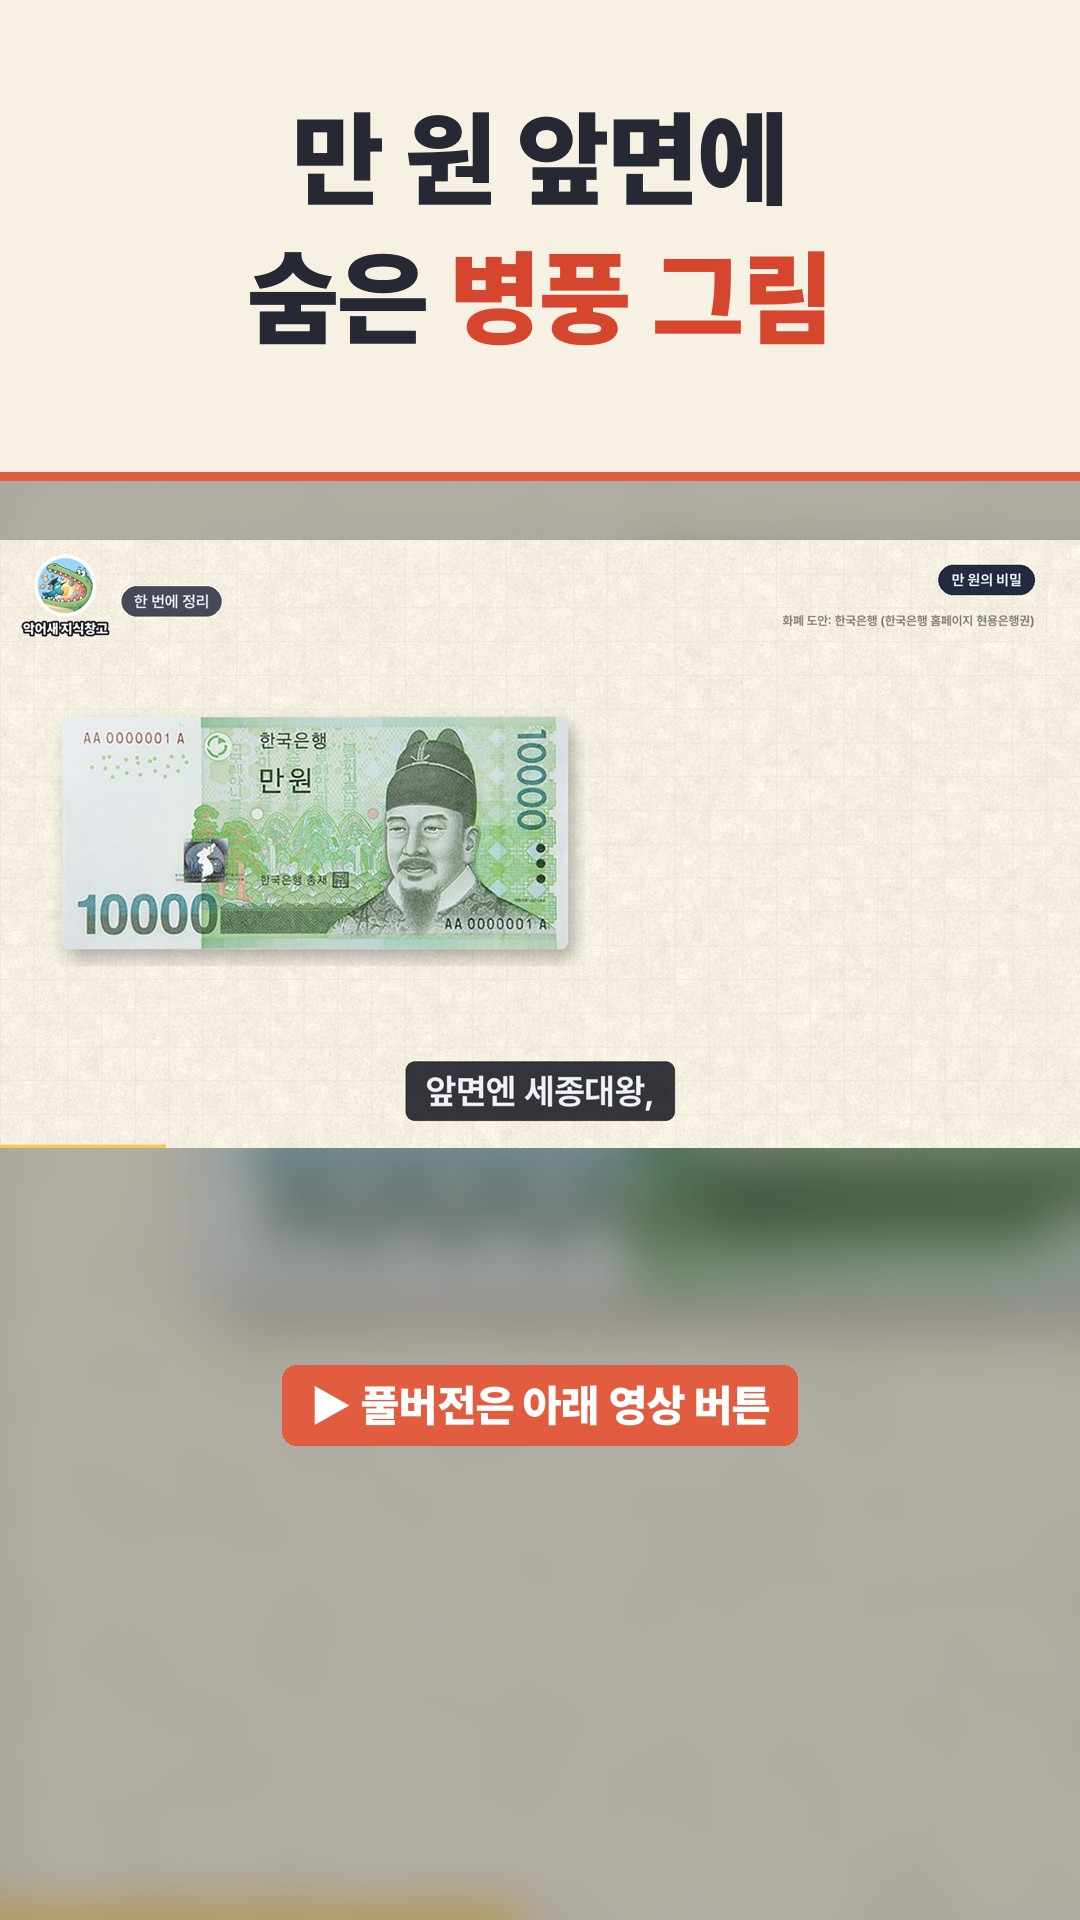 만 원 앞면에
숨은 병풍 그림
악어새 지식창고
한 번에 정리
만 원의 비밀
화폐 도안: 한국은행 (한국은행 홈페이지 현용은행권)
AA 0000001 A
한국은행
만원
10000
한국은행 총재
10000
AA 0000001 A
앞면엔 세종대왕,
▶ 풀버전은 아래 영상 버튼